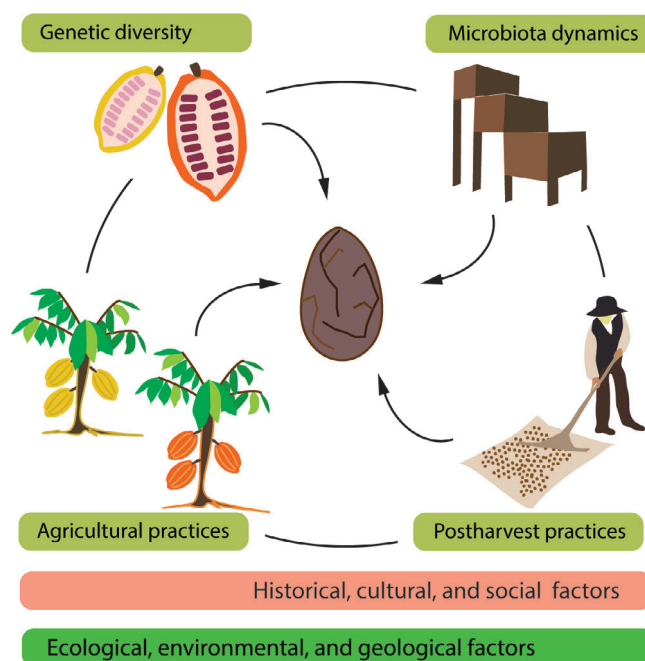 Genetic diversity
Microbiota dynamics
Agricultural practices
Postharvest practices
Historical, cultural, and social factors
Ecological, environmental, and geological factors